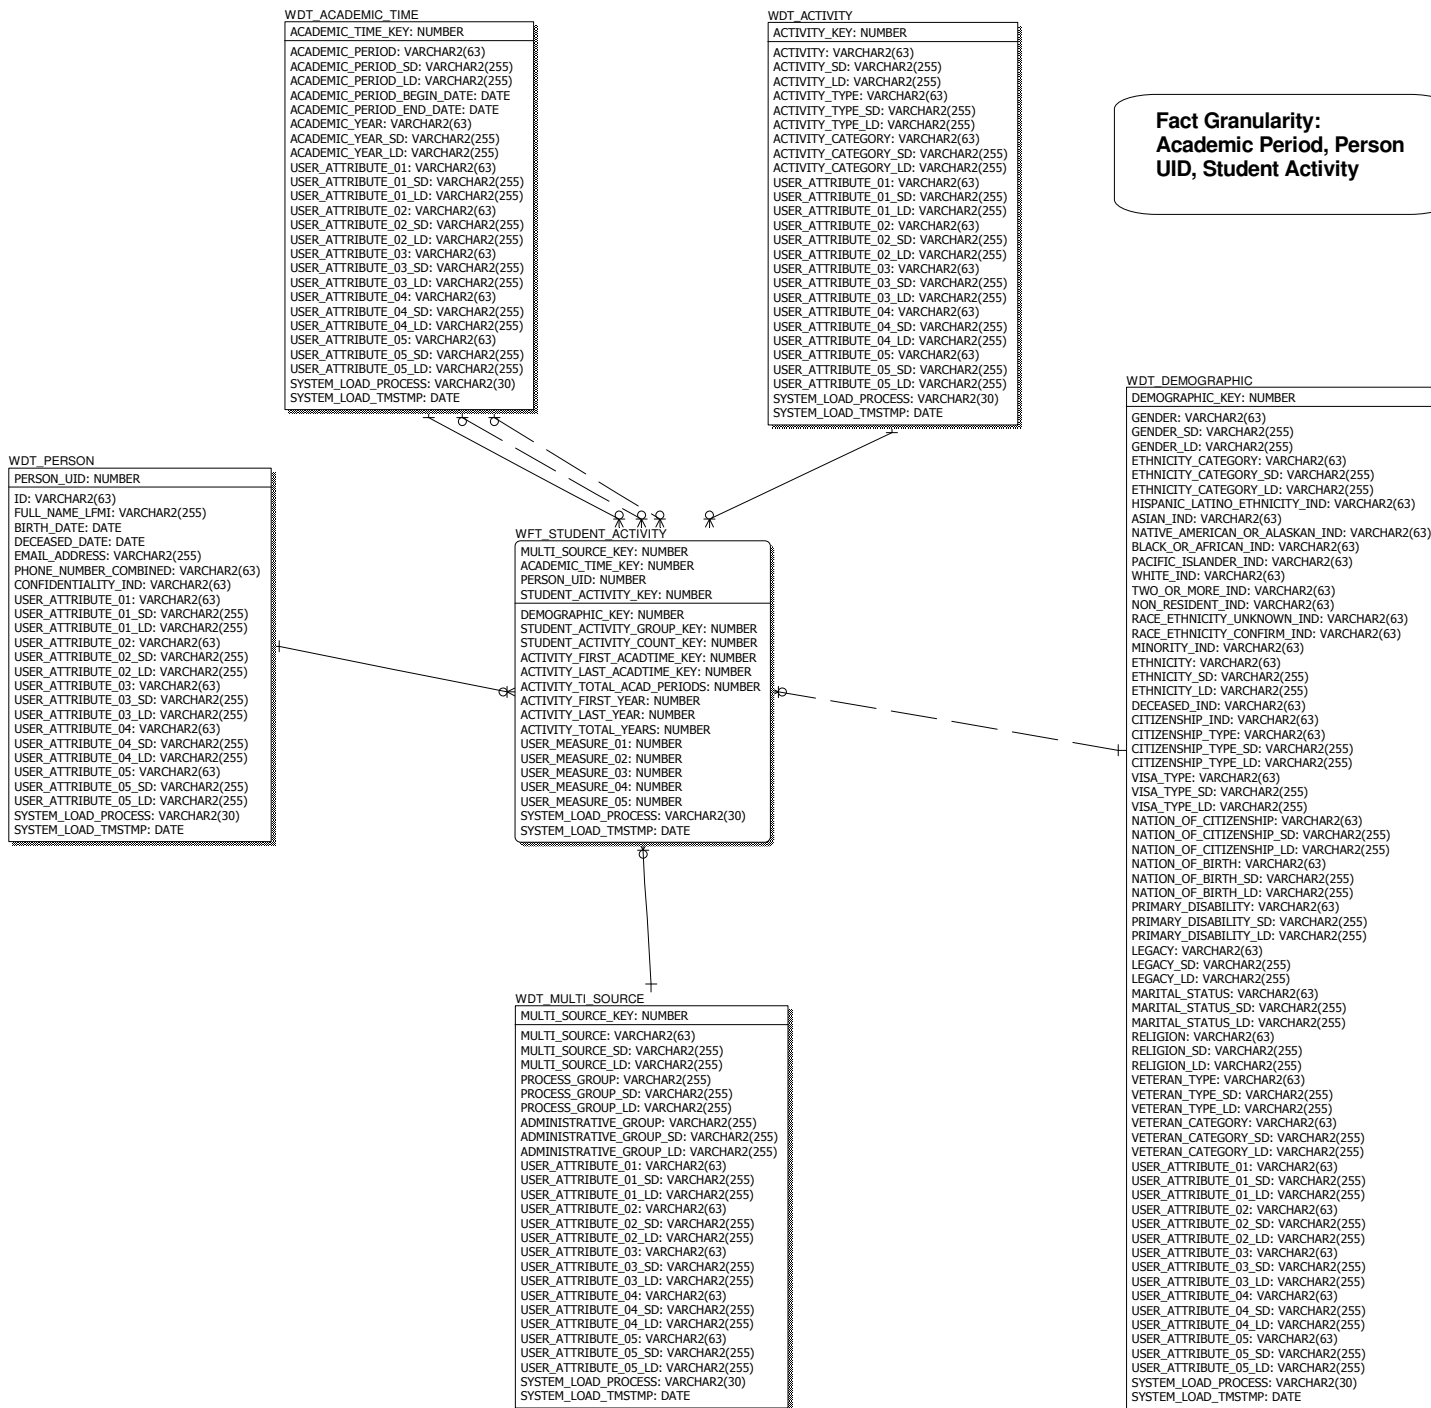 WDT_ACADEMIC_TIME
ACADEMIC_TIME_KEY: NUMBER
ACADEMIC_PERIOD: VARCHAR2(63)
ACADEMIC_PERIOD_SD: VARCHAR2(255)
ACADEMIC_PERIOD_LD: VARCHAR2(255)
ACADEMIC_PERIOD_BEGIN_DATE: DATE
ACADEMIC_PERIOD_END_DATE: DATE
ACADEMIC_YEAR: VARCHAR2(63)
ACADEMIC_YEAR_SD: VARCHAR2(255)
ACADEMIC_YEAR_LD: VARCHAR2(255)
USER_ATTRIBUTE_01: VARCHAR2(63)
USER_ATTRIBUTE_01_SD: VARCHAR2(255)
USER_ATTRIBUTE_01_LD: VARCHAR2(255)
USER_ATTRIBUTE_02: VARCHAR2(63)
USER_ATTRIBUTE_02_SD: VARCHAR2(255)
USER_ATTRIBUTE_02_LD: VARCHAR2(255)
USER_ATTRIBUTE_03: VARCHAR2(63)
USER_ATTRIBUTE_03_SD: VARCHAR2(255)
USER_ATTRIBUTE_03_LD: VARCHAR2(255)
USER_ATTRIBUTE_04: VARCHAR2(63)
USER_ATTRIBUTE_04_SD: VARCHAR2(255)
USER_ATTRIBUTE_04_LD: VARCHAR2(255)
USER_ATTRIBUTE_05: VARCHAR2(63)
USER_ATTRIBUTE_05_SD: VARCHAR2(255)
USER_ATTRIBUTE_05_LD: VARCHAR2(255)
SYSTEM_LOAD_PROCESS: VARCHAR2(30)
SYSTEM_LOAD_TMSTMP: DATE
WDT_ACTIVITY
ACTIVITY_KEY: NUMBER
ACTIVITY: VARCHAR2(63)
ACTIVITY_SD: VARCHAR2(255)
ACTIVITY_LD: VARCHAR2(255)
ACTIVITY_TYPE: VARCHAR2(63)
ACTIVITY_TYPE_SD: VARCHAR2(255)
ACTIVITY_TYPE_LD: VARCHAR2(255)
ACTIVITY_CATEGORY: VARCHAR2(63)
ACTIVITY_CATEGORY_SD: VARCHAR2(255)
ACTIVITY_CATEGORY_LD: VARCHAR2(255)
USER_ATTRIBUTE_01: VARCHAR2(63)
USER_ATTRIBUTE_01_SD: VARCHAR2(255)
USER_ATTRIBUTE_01_LD: VARCHAR2(255)
USER_ATTRIBUTE_02: VARCHAR2(63)
USER_ATTRIBUTE_02_SD: VARCHAR2(255)
USER_ATTRIBUTE_02_LD: VARCHAR2(255)
USER_ATTRIBUTE_03: VARCHAR2(63)
USER_ATTRIBUTE_03_SD: VARCHAR2(255)
USER_ATTRIBUTE_03_LD: VARCHAR2(255)
USER_ATTRIBUTE_04: VARCHAR2(63)
USER_ATTRIBUTE_04_SD: VARCHAR2(255)
USER_ATTRIBUTE_04_LD: VARCHAR2(255)
USER_ATTRIBUTE_05: VARCHAR2(63)
USER_ATTRIBUTE_05_SD: VARCHAR2(255)
USER_ATTRIBUTE_05_LD: VARCHAR2(255)
SYSTEM_LOAD_PROCESS: VARCHAR2(30)
SYSTEM_LOAD_TMSTMP: DATE
Fact Granularity:
Academic Period, Person
UID, Student Activity
WDT_PERSON
PERSON_UID: NUMBER
ID: VARCHAR2(63)
FULL_NAME_LFMI: VARCHAR2(255)
BIRTH_DATE: DATE
DECEASED_DATE: DATE
EMAIL_ADDRESS: VARCHAR2(255)
PHONE_NUMBER_COMBINED: VARCHAR2(63)
CONFIDENTIALITY_IND: VARCHAR2(63)
USER_ATTRIBUTE_01: VARCHAR2(63)
USER_ATTRIBUTE_01_SD: VARCHAR2(255)
USER_ATTRIBUTE_01_LD: VARCHAR2(255)
USER_ATTRIBUTE_02: VARCHAR2(63)
USER_ATTRIBUTE_02_SD: VARCHAR2(255)
USER_ATTRIBUTE_02_LD: VARCHAR2(255)
USER_ATTRIBUTE_03: VARCHAR2(63)
USER_ATTRIBUTE_03_SD: VARCHAR2(255)
USER_ATTRIBUTE_03_LD: VARCHAR2(255)
USER_ATTRIBUTE_04: VARCHAR2(63)
USER_ATTRIBUTE_04_SD: VARCHAR2(255)
USER_ATTRIBUTE_04_LD: VARCHAR2(255)
USER_ATTRIBUTE_05: VARCHAR2(63)
USER_ATTRIBUTE_05_SD: VARCHAR2(255)
USER_ATTRIBUTE_05_LD: VARCHAR2(255)
SYSTEM_LOAD_PROCESS: VARCHAR2(30)
SYSTEM_LOAD_TMSTMP: DATE
WFT_STUDENT_ACTIVITY
MULTI_SOURCE_KEY: NUMBER
ACADEMIC_TIME_KEY: NUMBER
PERSON_UID: NUMBER
STUDENT_ACTIVITY_KEY: NUMBER
DEMOGRAPHIC_KEY: NUMBER
STUDENT_ACTIVITY_GROUP_KEY: NUMBER
STUDENT_ACTIVITY_COUNT_KEY: NUMBER
ACTIVITY_FIRST_ACADTIME_KEY: NUMBER
ACTIVITY_LAST_ACADTIME_KEY: NUMBER
ACTIVITY_TOTAL_ACAD_PERIODS: NUMBER
ACTIVITY_FIRST_YEAR: NUMBER
ACTIVITY_LAST_YEAR: NUMBER
ACTIVITY_TOTAL_YEARS: NUMBER
USER_MEASURE_01: NUMBER
USER_MEASURE_02: NUMBER
USER_MEASURE_03: NUMBER
USER_MEASURE_04: NUMBER
USER_MEASURE_05: NUMBER
SYSTEM_LOAD_PROCESS: VARCHAR2(30)
SYSTEM_LOAD_TMSTMP: DATE
WDT_DEMOGRAPHIC
DEMOGRAPHIC_KEY: NUMBER
GENDER: VARCHAR2(63)
GENDER_SD: VARCHAR2(255)
GENDER_LD: VARCHAR2(255)
ETHNICITY_CATEGORY: VARCHAR2(63)
ETHNICITY_CATEGORY_SD: VARCHAR2(255)
ETHNICITY_CATEGORY_LD: VARCHAR2(255)
HISPANIC_LATINO_ETHNICITY_IND: VARCHAR2(63)
ASIAN_IND: VARCHAR2(63)
NATIVE_AMERICAN_OR_ALASKAN_IND: VARCHAR2(63)
BLACK_OR_AFRICAN_IND: VARCHAR2(63)
PACIFIC_ISLANDER_IND: VARCHAR2(63)
WHITE_IND: VARCHAR2(63)
TWO_OR_MORE_IND: VARCHAR2(63)
NON_RESIDENT_IND: VARCHAR2(63)
RACE_ETHNICITY_UNKNOWN_IND: VARCHAR2(63)
RACE_ETHNICITY_CONFIRM_IND: VARCHAR2(63)
MINORITY_IND: VARCHAR2(63)
ETHNICITY: VARCHAR2(63)
ETHNICITY_SD: VARCHAR2(255)
ETHNICITY_LD: VARCHAR2(255)
DECEASED_IND: VARCHAR2(63)
CITIZENSHIP_IND: VARCHAR2(63)
CITIZENSHIP_TYPE: VARCHAR2(63)
CITIZENSHIP_TYPE_SD: VARCHAR2(255)
CITIZENSHIP_TYPE_LD: VARCHAR2(255)
VISA_TYPE: VARCHAR2(63)
VISA_TYPE_SD: VARCHAR2(255)
VISA_TYPE_LD: VARCHAR2(255)
NATION_OF_CITIZENSHIP: VARCHAR2(63)
NATION_OF_CITIZENSHIP_SD: VARCHAR2(255)
NATION_OF_CITIZENSHIP_LD: VARCHAR2(255)
NATION_OF_BIRTH: VARCHAR2(63)
NATION_OF_BIRTH_SD: VARCHAR2(255)
NATION_OF_BIRTH_LD: VARCHAR2(255)
PRIMARY_DISABILITY: VARCHAR2(63)
PRIMARY_DISABILITY_SD: VARCHAR2(255)
PRIMARY_DISABILITY_LD: VARCHAR2(255)
LEGACY: VARCHAR2(63)
LEGACY_SD: VARCHAR2(255)
LEGACY_LD: VARCHAR2(255)
MARITAL_STATUS: VARCHAR2(63)
MARITAL_STATUS_SD: VARCHAR2(255)
MARITAL_STATUS_LD: VARCHAR2(255)
RELIGION: VARCHAR2(63)
RELIGION_SD: VARCHAR2(255)
RELIGION_LD: VARCHAR2(255)
VETERAN_TYPE: VARCHAR2(63)
VETERAN_TYPE_SD: VARCHAR2(255)
VETERAN_TYPE_LD: VARCHAR2(255)
VETERAN_CATEGORY: VARCHAR2(63)
VETERAN_CATEGORY_SD: VARCHAR2(255)
VETERAN_CATEGORY_LD: VARCHAR2(255)
USER_ATTRIBUTE_01: VARCHAR2(63)
USER_ATTRIBUTE_01_SD: VARCHAR2(255)
USER_ATTRIBUTE_01_LD: VARCHAR2(255)
USER_ATTRIBUTE_02: VARCHAR2(63)
USER_ATTRIBUTE_02_SD: VARCHAR2(255)
USER_ATTRIBUTE_02_LD: VARCHAR2(255)
USER_ATTRIBUTE_03: VARCHAR2(63)
USER_ATTRIBUTE_03_SD: VARCHAR2(255)
USER_ATTRIBUTE_03_LD: VARCHAR2(255)
USER_ATTRIBUTE_04: VARCHAR2(63)
USER_ATTRIBUTE_04_SD: VARCHAR2(255)
USER_ATTRIBUTE_04_LD: VARCHAR2(255)
USER_ATTRIBUTE_05: VARCHAR2(63)
USER_ATTRIBUTE_05_SD: VARCHAR2(255)
USER_ATTRIBUTE_05_LD: VARCHAR2(255)
SYSTEM_LOAD_PROCESS: VARCHAR2(30)
SYSTEM_LOAD_TMSTMP: DATE
WDT_MULTI_SOURCE
MULTI_SOURCE_KEY: NUMBER
MULTI_SOURCE: VARCHAR2(63)
MULTI_SOURCE_SD: VARCHAR2(255)
MULTI_SOURCE_LD: VARCHAR2(255)
PROCESS_GROUP: VARCHAR2(255)
PROCESS_GROUP_SD: VARCHAR2(255)
PROCESS_GROUP_LD: VARCHAR2(255)
ADMINISTRATIVE_GROUP: VARCHAR2(255)
ADMINISTRATIVE_GROUP_SD: VARCHAR2(255)
ADMINISTRATIVE_GROUP_LD: VARCHAR2(255)
USER_ATTRIBUTE_01: VARCHAR2(63)
USER_ATTRIBUTE_01_SD: VARCHAR2(255)
USER_ATTRIBUTE_01_LD: VARCHAR2(255)
USER_ATTRIBUTE_02: VARCHAR2(63)
USER_ATTRIBUTE_02_SD: VARCHAR2(255)
USER_ATTRIBUTE_02_LD: VARCHAR2(255)
USER_ATTRIBUTE_03: VARCHAR2(63)
USER_ATTRIBUTE_03_SD: VARCHAR2(255)
USER_ATTRIBUTE_03_LD: VARCHAR2(255)
USER_ATTRIBUTE_04: VARCHAR2(63)
USER_ATTRIBUTE_04_SD: VARCHAR2(255)
USER_ATTRIBUTE_04_LD: VARCHAR2(255)
USER_ATTRIBUTE_05: VARCHAR2(63)
USER_ATTRIBUTE_05_SD: VARCHAR2(255)
USER_ATTRIBUTE_05_LD: VARCHAR2(255)
SYSTEM_LOAD_PROCESS: VARCHAR2(30)
SYSTEM_LOAD_TMSTMP: DATE